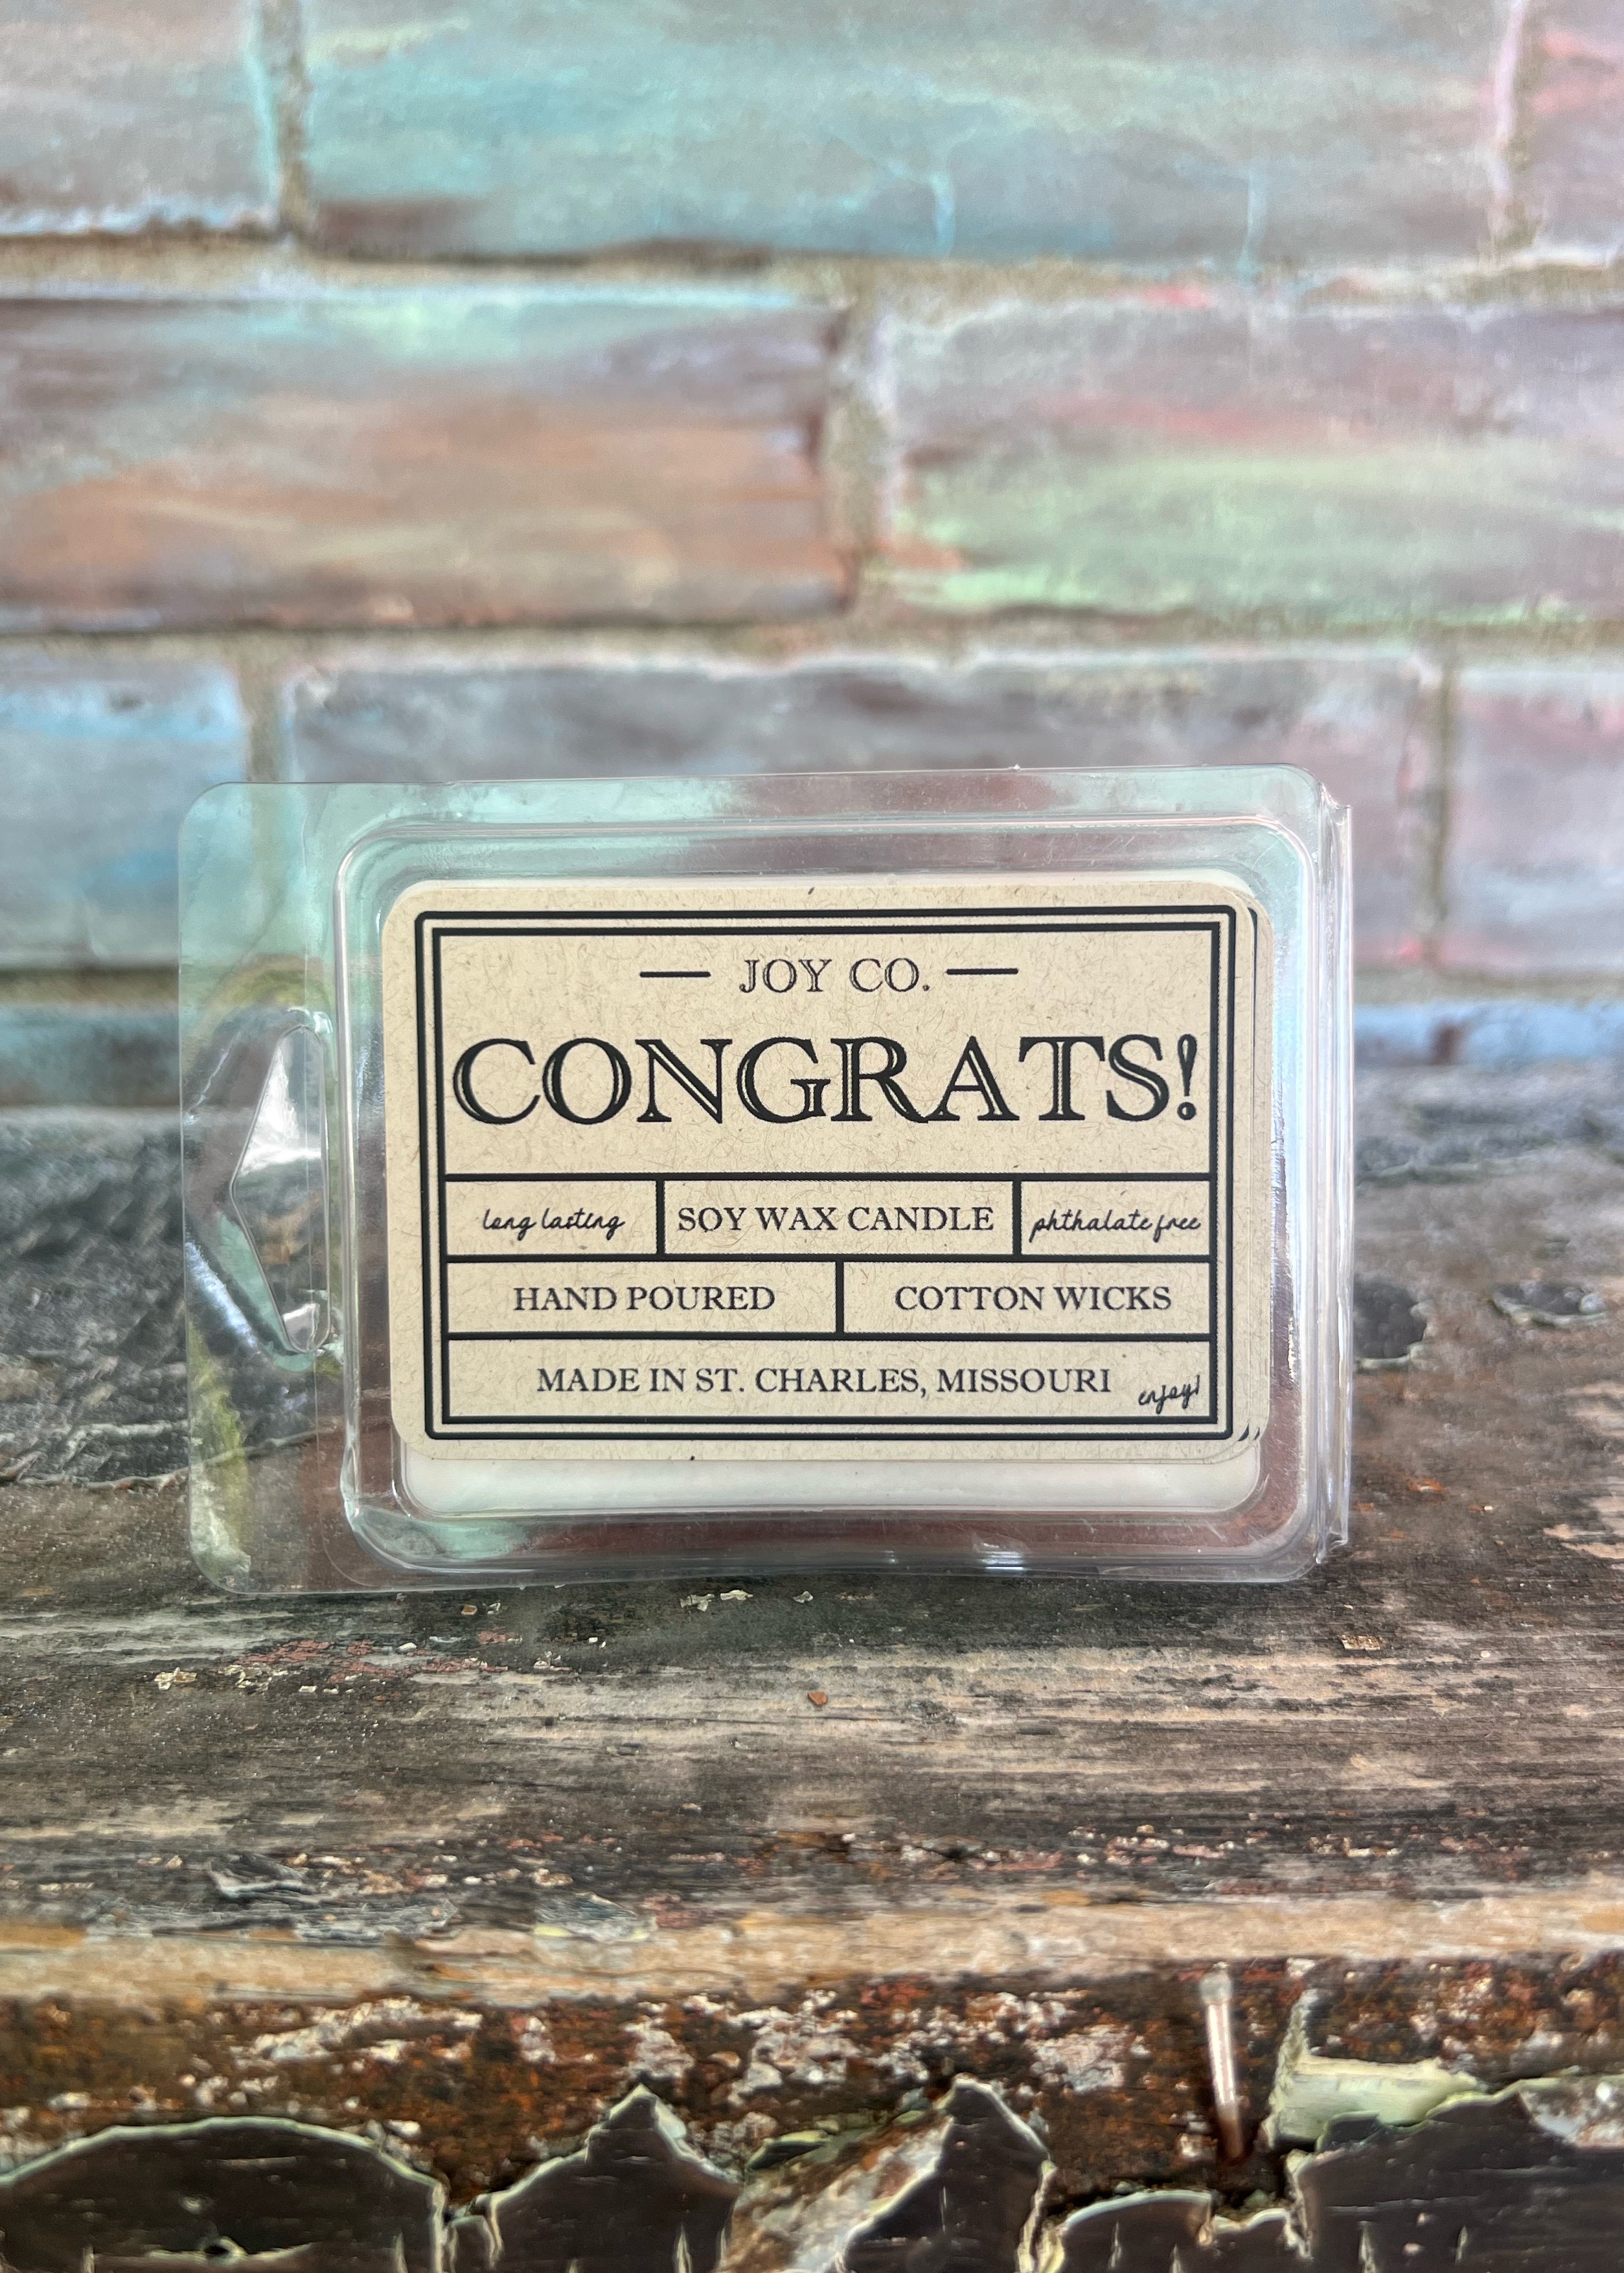 — JOY CO. —
CONGRATS!
long lasting SOY WAX CANDLE phthalate free
HAND POURED COTTON WICKS
MADE IN ST. CHARLES, MISSOURI enjoy!